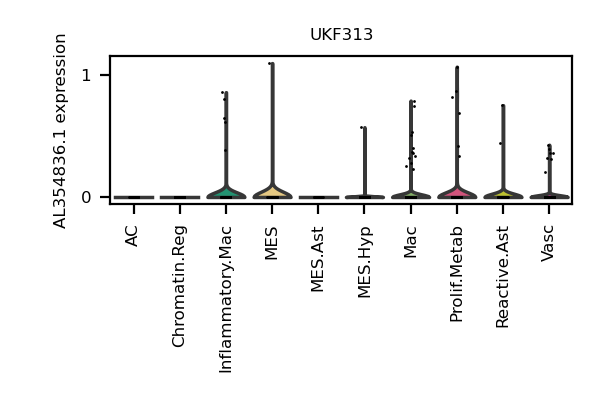 UKF313
AL354836.1 expression
1
0
AC
Chromatin.Reg
Inflammatory.Mac
MES
MES.Ast
MES.Hyp
Mac
Prolif.Metab
Reactive.Ast
Vasc